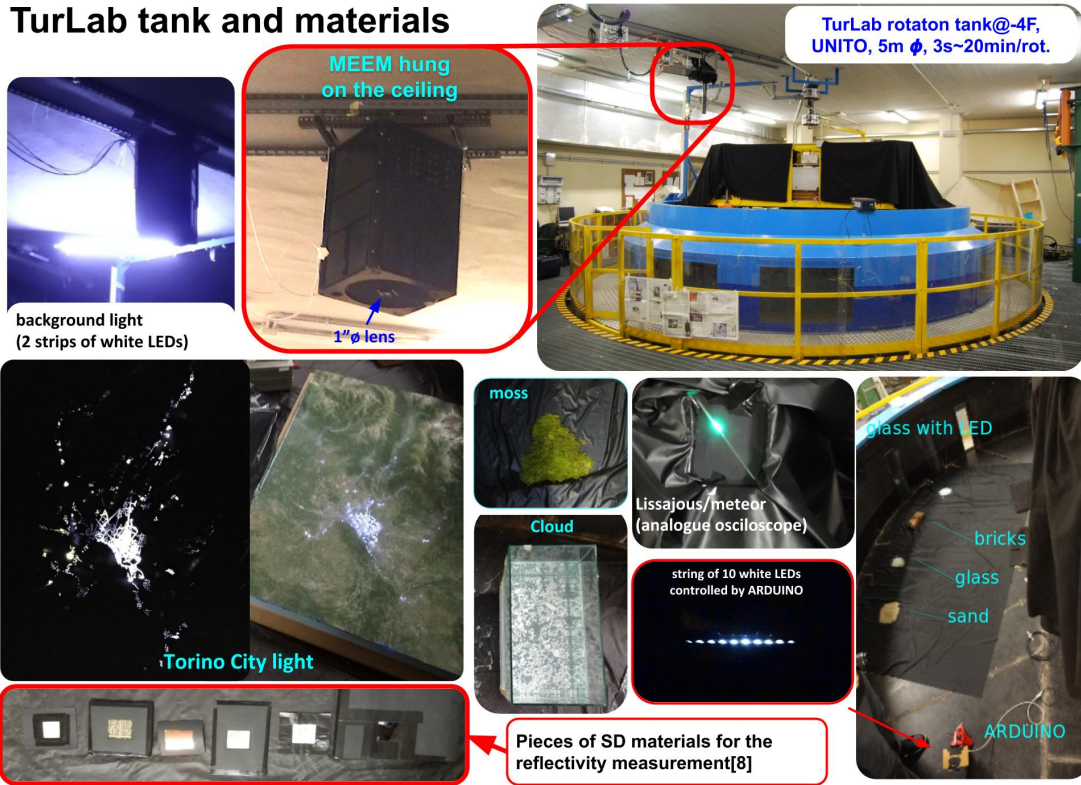 TurLab tank and materials
TurLab rotaton tank@-4F,
UNITO, 5m ϕ, 3s~20min/rot.
MEEM hung
on the ceiling
1”ø lens
background light
(2 strips of white LEDs)
Torino City light
moss
Cloud
Lissajous/meteor
(analogue osciloscope)
string of 10 white LEDs
controlled by ARDUINO
glass with LED
bricks
glass
sand
ARDUINO
Pieces of SD materials for the
reflectivity measurement[8]